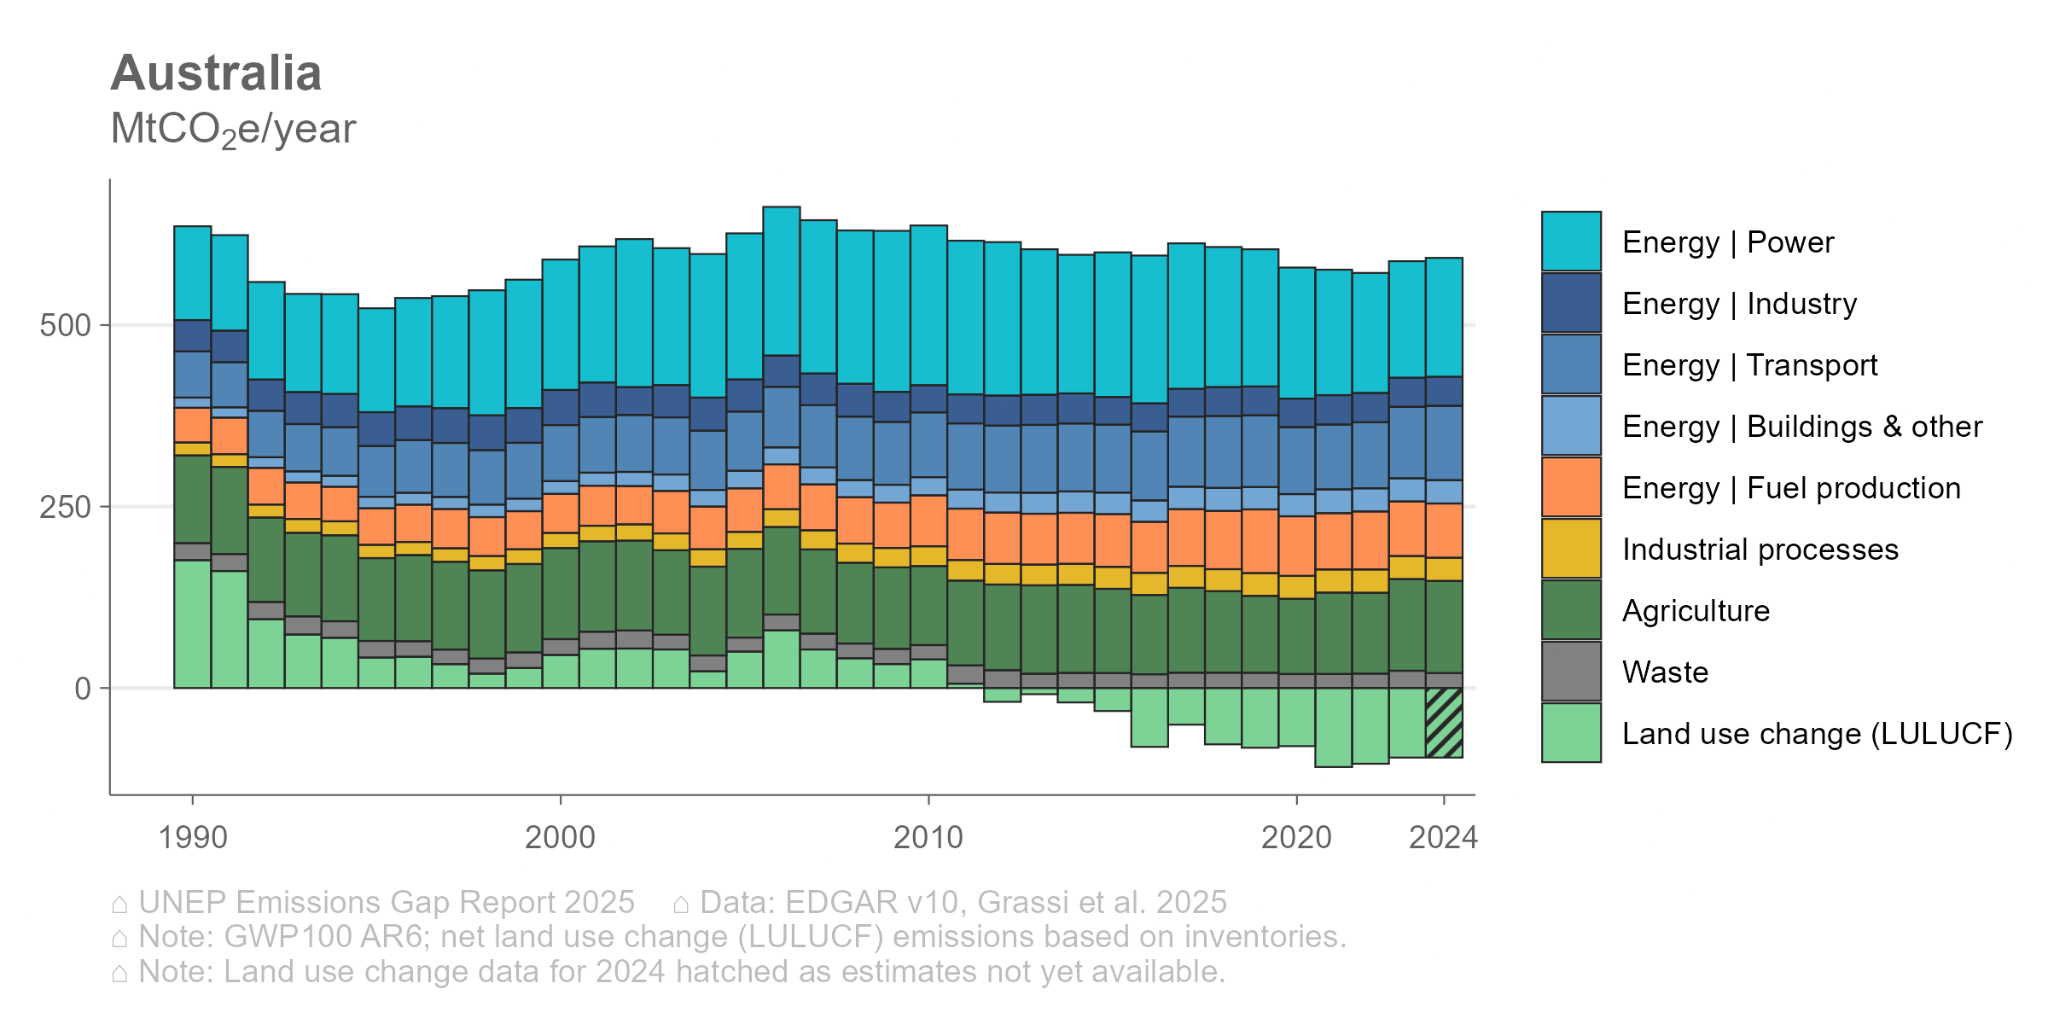 Australia
MtCO₂e/year
500
250
0
1990 2000 2010 2020 2024
Energy | Power
Energy | Industry
Energy | Transport
Energy | Buildings & other
Energy | Fuel production
Industrial processes
Agriculture
Waste
Land use change (LULUCF)
⌂ UNEP Emissions Gap Report 2025 ⌂ Data: EDGAR v10, Grassi et al. 2025
⌂ Note: GWP100 AR6; net land use change (LULUCF) emissions based on inventories.
⌂ Note: Land use change data for 2024 hatched as estimates not yet available.